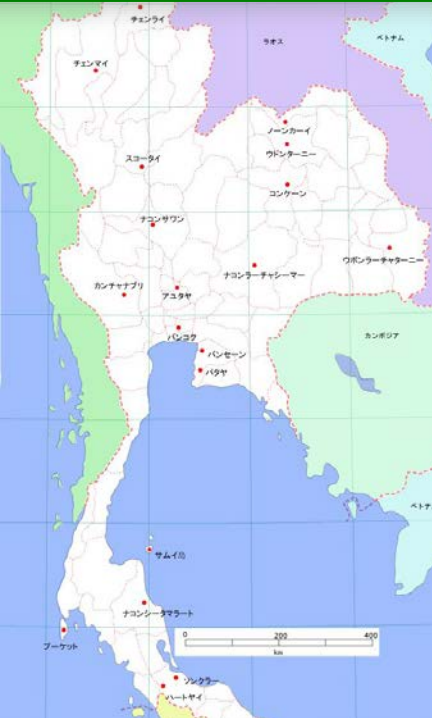 チェンライ
ラオス
ベトナム
チェンマイ
ノーンカーイ
ウドンターニー
スコータイ
コンケーン
ナコンサワン
ウボンラーチャターニー
ナコンラーチャシーマー
カンチャナブリ
アユタヤ
バンコク
カンボジア
バンセーン
パタヤ
ベトナ
サムイ島
ナコンシータマラート
0 200 400
km
プーケット
ソンクラー
ハートヤイ